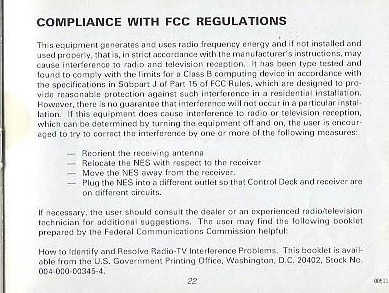 COMPLIANCE WITH FCC REGULATIONS
This equipment generates and uses radio frequency energy and if not installed and
used properly, that is, in strict accordance with the manufacturer's instructions, may
cause interference to radio and television reception. It has been type tested and
found to comply with the limits for a Class B computing device in accordance with
the specifications in Subpart J of Part 15 of FCC Rules, which are designed to pro-
vide reasonable protection against such interference in a residential installation.
However, there is no guarantee that interference will not occur in a particular instal-
lation. If this equipment does cause interference to radio or television reception,
which can be determined by turning the equipment off and on, the user is encour-
aged to try to correct the interference by one or more of the following measures:
— Reorient the receiving antenna
— Relocate the NES with respect to the receiver
— Move the NES away from the receiver.
— Plug the NES into a different outlet so that Control Deck and receiver are
on different circuits.
If necessary, the user should consult the dealer or an experienced radio/television
technician for additional suggestions. The user may find the following booklet
prepared by the Federal Communications Commission helpful:
How to Identify and Resolve Radio-TV Interference Problems. This booklet is avail-
able from the U.S. Government Printing Office, Washington, D.C. 20402, Stock No.
004-000-00345-4.
22